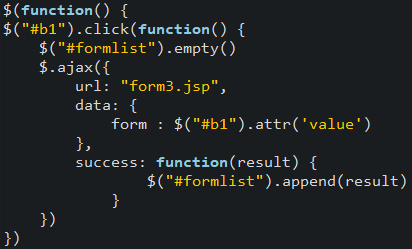 $(function() {
$("#b1").click(function() {
    $("#formlist").empty()
    $.ajax({
        url: "form3.jsp",
        data: {
            form : $("#b1").attr('value')
        },
        success: function(result) {
                $("#formlist").append(result)
            }
    })
})